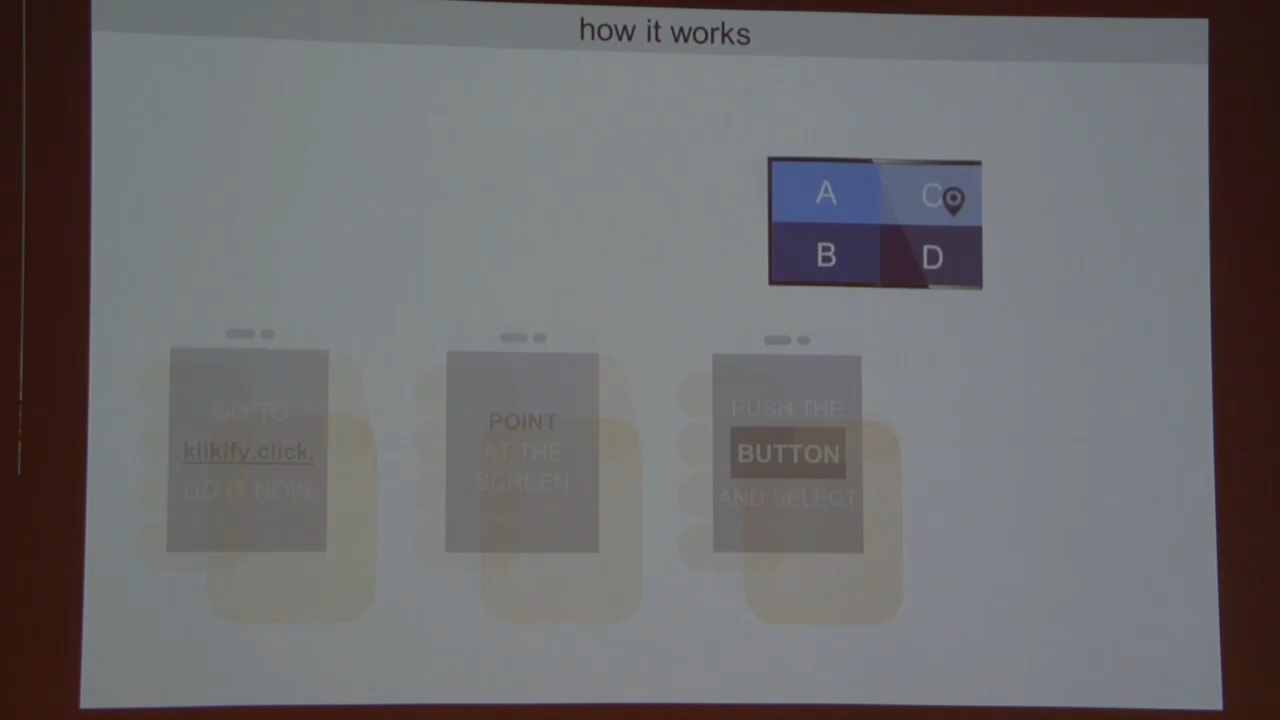 how it works
A
C
B
D
GO TO
klikify.click.
DO IT NOW
POINT
AT THE
SCREEN
PUSH THE
BUTTON
AND SELECT